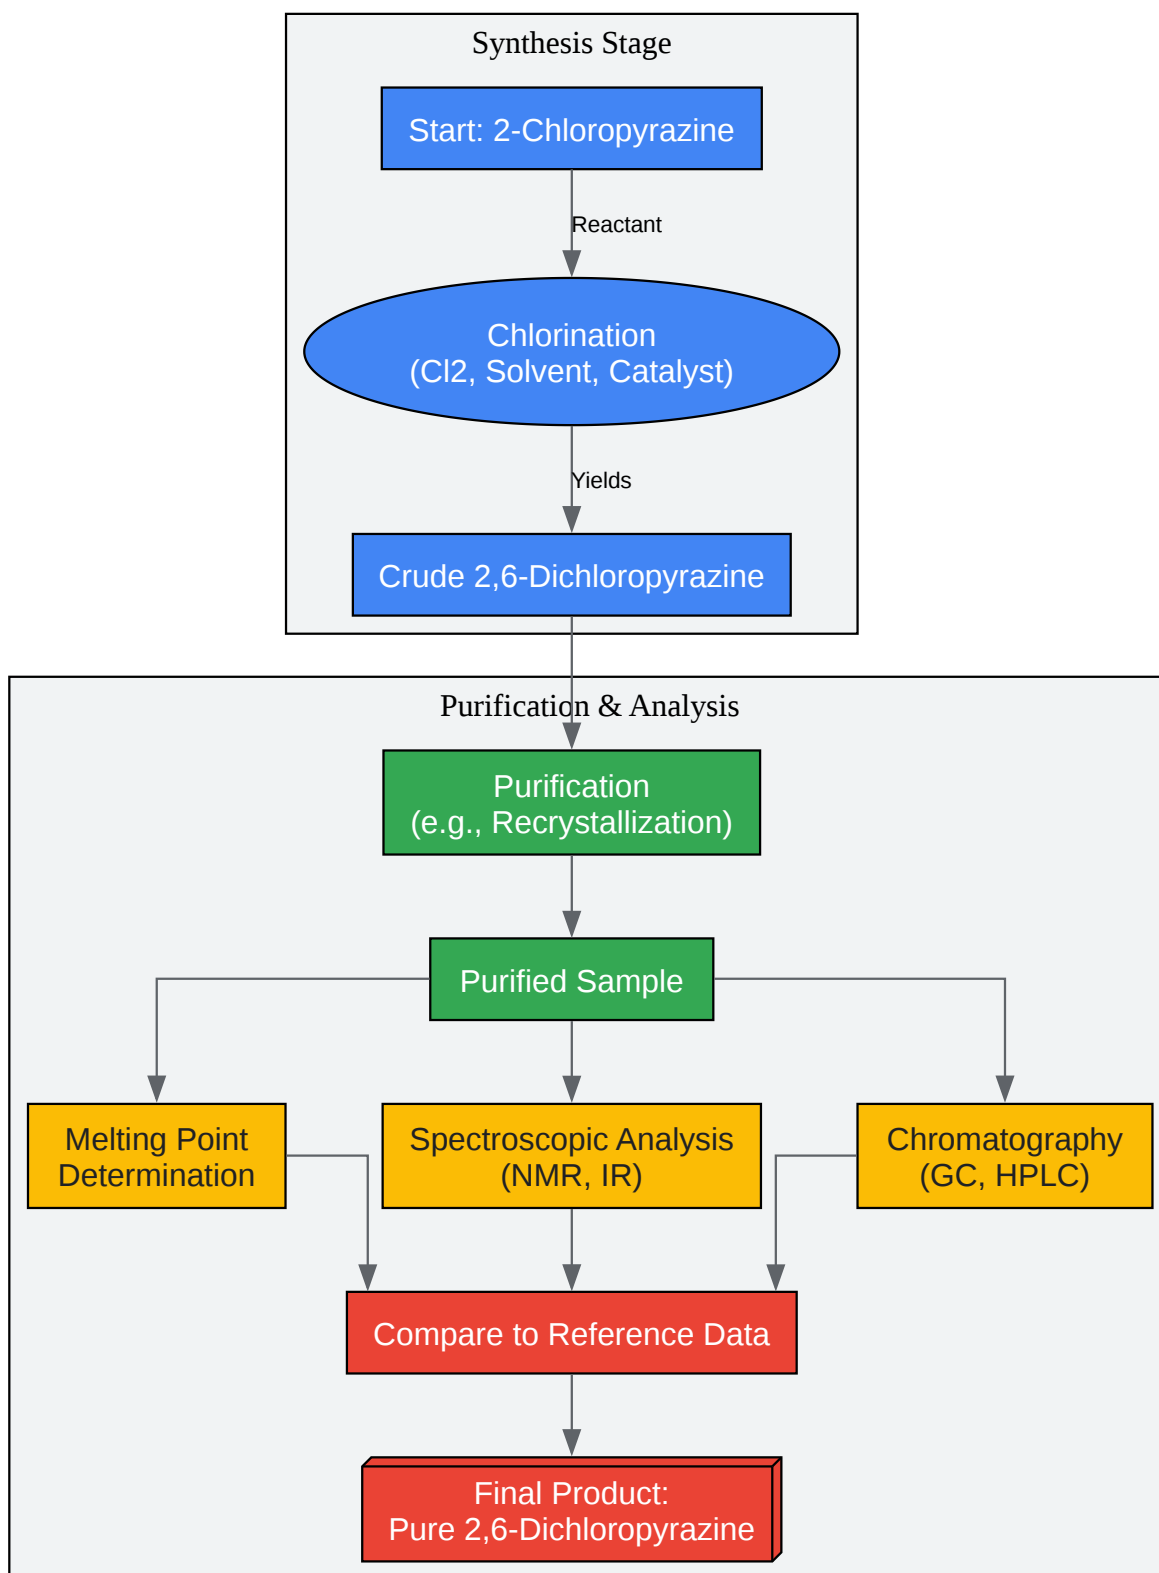 Synthesis Stage
Start: 2-Chloropyrazine
Reactant
Chlorination
(Cl2, Solvent, Catalyst)
Yields
Crude 2,6-Dichloropyrazine
Purification & Analysis
Purification
(e.g., Recrystallization)
Purified Sample
Melting Point
Determination
Spectroscopic Analysis
(NMR, IR)
Chromatography
(GC, HPLC)
Compare to Reference Data
Final Product:
Pure 2,6-Dichloropyrazine